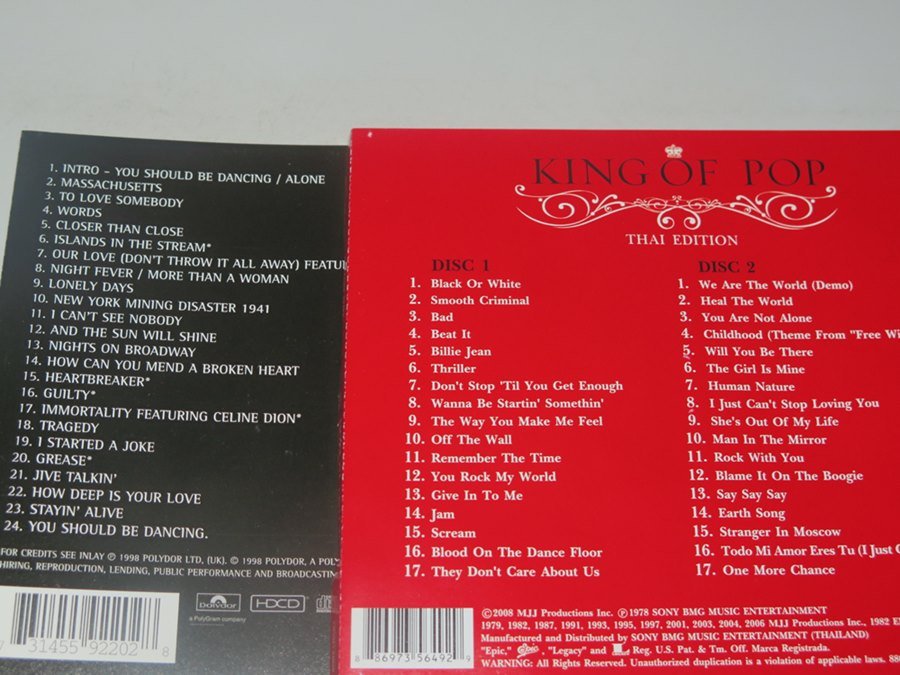 1. INTRO - YOU SHOULD BE DANCING / ALONE
2. MASSACHUSETTS
3. TO LOVE SOMEBODY
4. WORDS
5. CLOSER THAN CLOSE
6. ISLANDS IN THE STREAM*
7. OUR LOVE (DON'T THROW IT ALL AWAY) FEATU
8. NIGHT FEVER / MORE THAN A WOMAN
9. LONELY DAYS
10. NEW YORK MINING DISASTER 1941
11. I CAN'T SEE NOBODY
12. AND THE SUN WILL SHINE
13. NIGHTS ON BROADWAY
14. HOW CAN YOU MEND A BROKEN HEART
15. HEARTBREAKER*
16. GUILTY*
17. IMMORTALITY FEATURING CELINE DION*
18. TRAGEDY
19. I STARTED A JOKE
20. GREASE*
21. JIVE TALKIN'
22. HOW DEEP IS YOUR LOVE
23. STAYIN' ALIVE
24. YOU SHOULD BE DANCING.
FOR CREDITS SEE INLAY ℗ 1998 POLYDOR LTD. (UK). © 1998 POLYDOR, A POLY
HIRING, REPRODUCTION, LENDING, PUBLIC PERFORMANCE AND BROADCASTIN
7 31455 92202 8
Polydor
a PolyGram company
HDCD
KING OF POP
THAI EDITION
DISC 1
1. Black Or White
2. Smooth Criminal
3. Bad
4. Beat It
5. Billie Jean
6. Thriller
7. Don't Stop 'Til You Get Enough
8. Wanna Be Startin' Somethin'
9. The Way You Make Me Feel
10. Off The Wall
11. Remember The Time
12. You Rock My World
13. Give In To Me
14. Jam
15. Scream
16. Blood On The Dance Floor
17. They Don't Care About Us
DISC 2
1. We Are The World (Demo)
2. Heal The World
3. You Are Not Alone
4. Childhood (Theme From "Free Wi
5. Will You Be There
6. The Girl Is Mine
7. Human Nature
8. I Just Can't Stop Loving You
9. She's Out Of My Life
10. Man In The Mirror
11. Rock With You
12. Blame It On The Boogie
13. Say Say Say
14. Earth Song
15. Stranger In Moscow
16. Todo Mi Amor Eres Tu (I Just C
17. One More Chance
8 86973 56492 9
©2008 MJJ Productions Inc. ℗1978 SONY BMG MUSIC ENTERTAINMENT
1979, 1982, 1987, 1991, 1993, 1995, 1997, 2001, 2003, 2004, 2006 MJJ Productions Inc., 1982 E
Manufactured and Distributed by SONY BMG MUSIC ENTERTAINMENT (THAILAND)
"Epic," Epic, "Legacy" and Reg. U.S. Pat. & Tm. Off. Marca Registrada.
WARNING: All Rights Reserved. Unauthorized duplication is a violation of applicable laws. 88